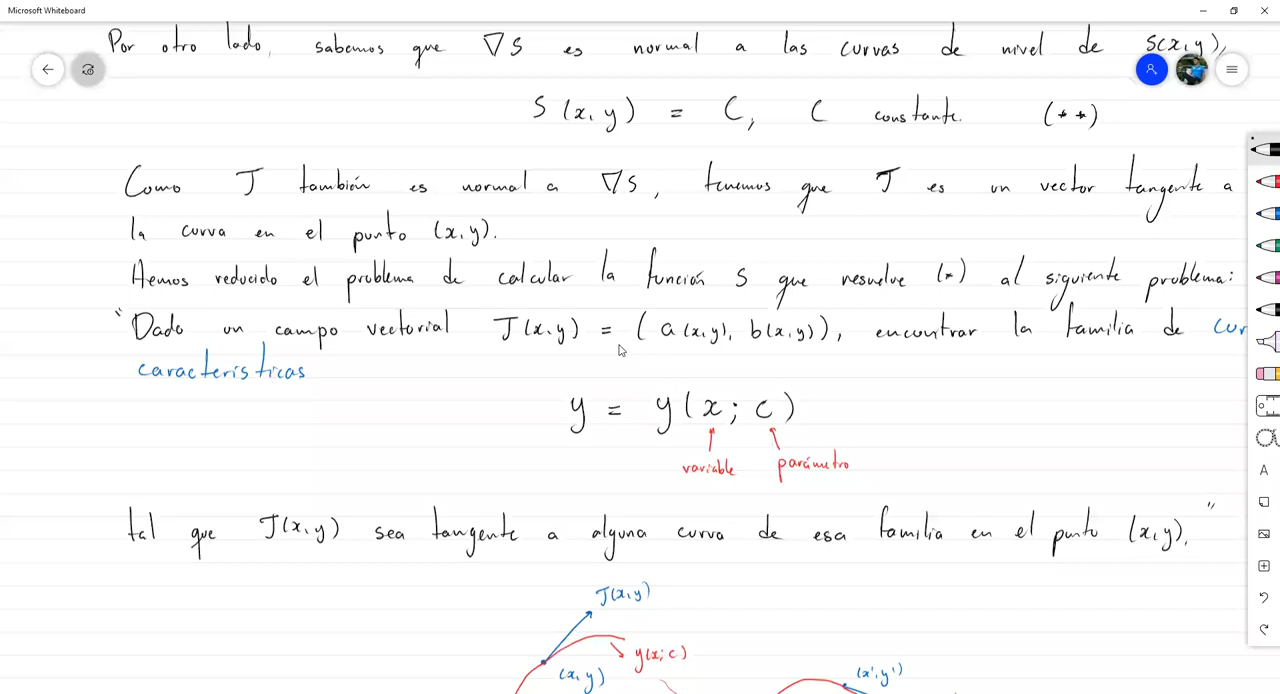 Microsoft Whiteboard
Por otro lado, sabemos que ∇S es normal a las curvas de nivel de S(x,y),
S(x,y) = C, C constante. (**)
Como J también es normal a ∇S, tenemos que J es un vector tangente a
la curva en el punto (x,y).
Hemos reducido el problema de calcular la función S que resuelve (*) al siguiente problema:
"Dado un campo vectorial J(x,y) = (a(x,y), b(x,y)), encontrar la familia de cur
características
y = y(x; c)
variable parámetro
tal que J(x,y) sea tangente a alguna curva de esa familia en el punto (x,y)."
J(x,y)
y(x;c)
(x,y)
(x',y')
A